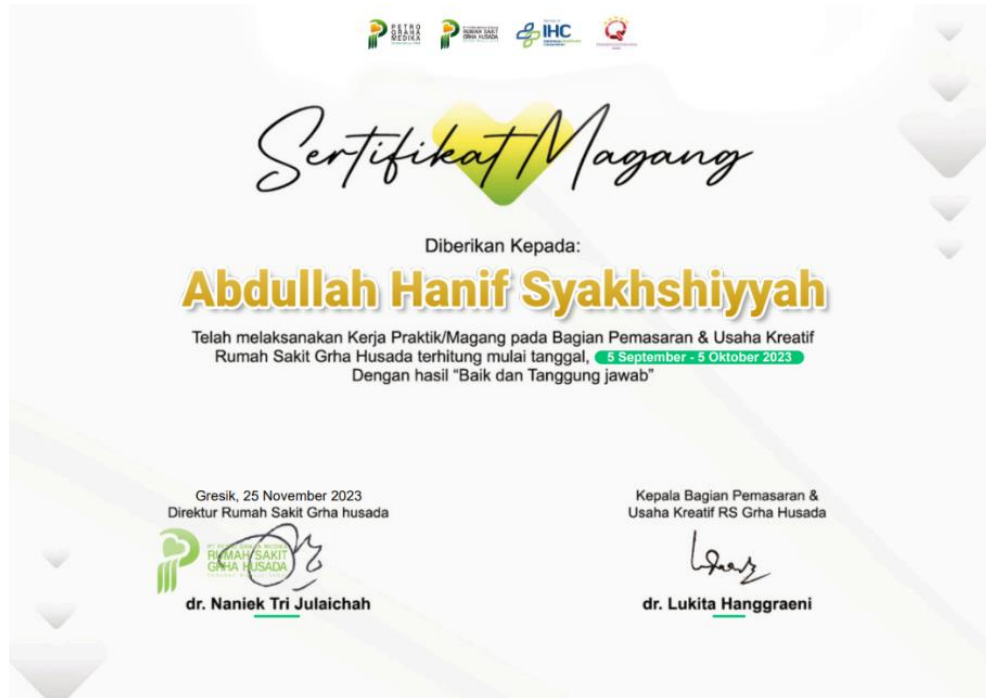 PETRO
GRAHA
MEDIKA
RUMAH SAKIT
GRHA HUSADA
IHC
Sertifikat Magang
Diberikan Kepada:
Abdullah Hanif Syakhshiyyah
Telah melaksanakan Kerja Praktik/Magang pada Bagian Pemasaran & Usaha Kreatif
Rumah Sakit Grha Husada terhitung mulai tanggal, 5 September - 5 Oktober 2023
Dengan hasil “Baik dan Tanggung jawab”
Gresik, 25 November 2023
Direktur Rumah Sakit Grha husada
RUMAH SAKIT
GRHA HUSADA
dr. Naniek Tri Julaichah
Kepala Bagian Pemasaran &
Usaha Kreatif RS Grha Husada
dr. Lukita Hanggraeni